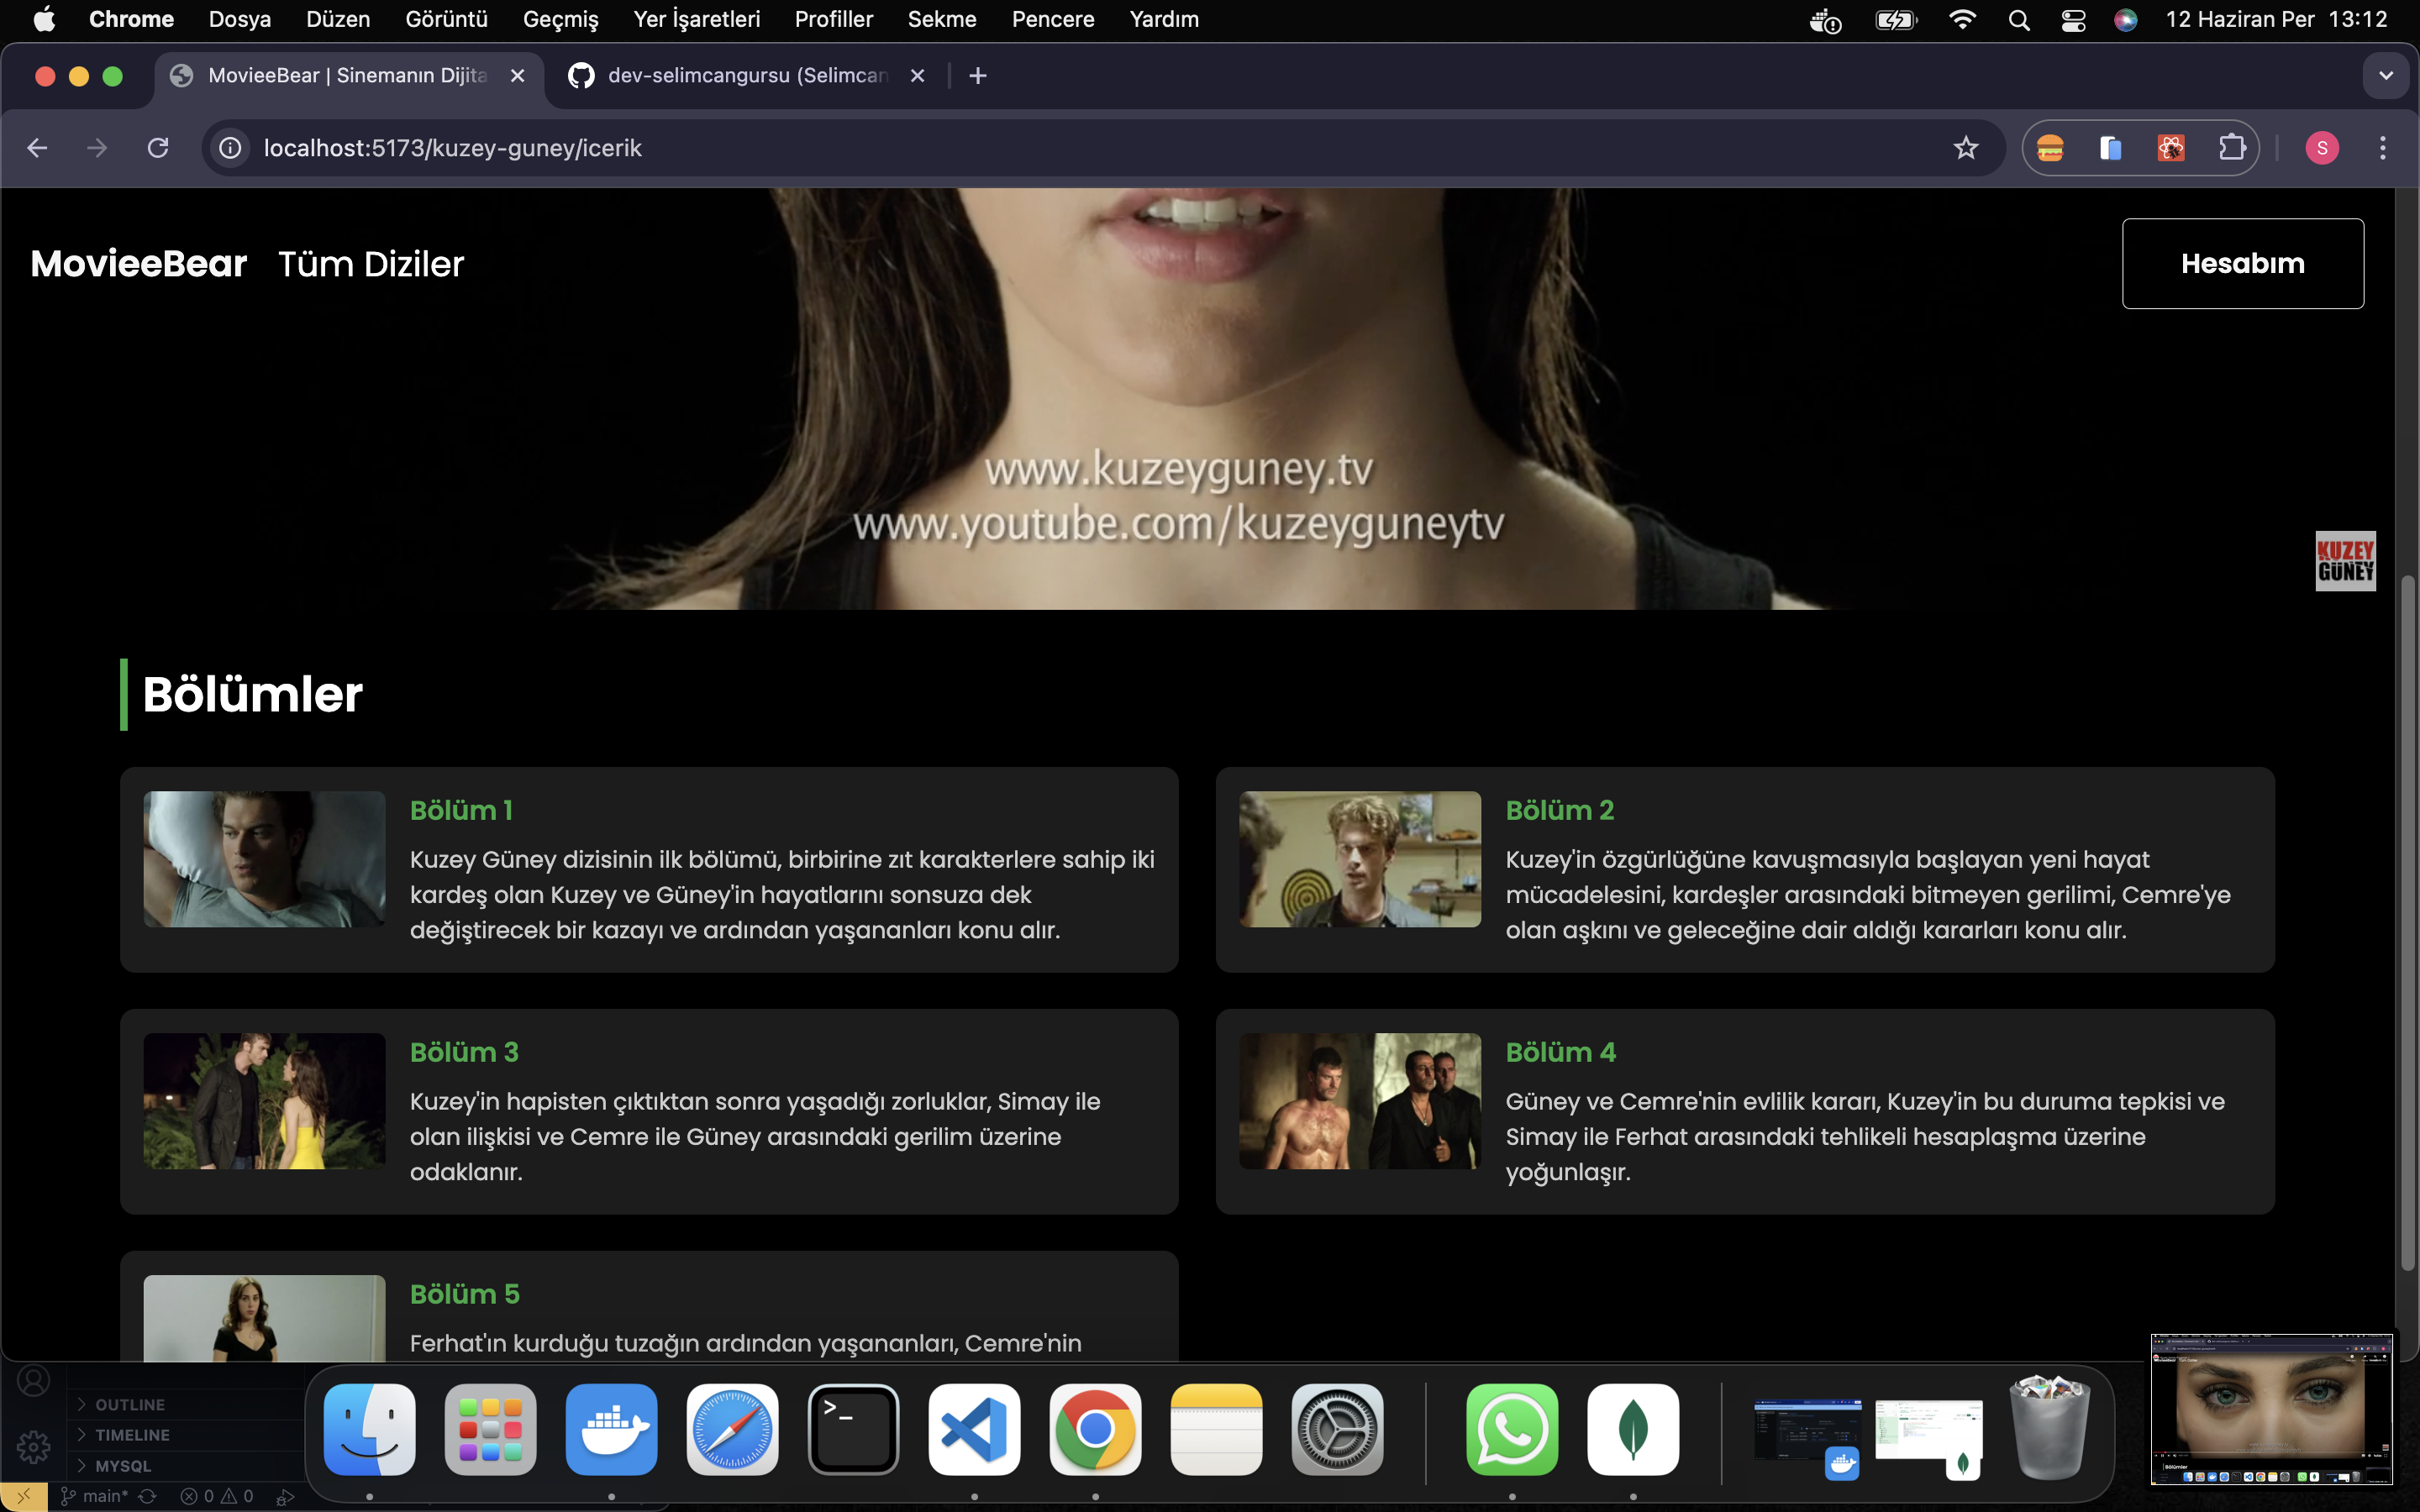 Chrome Dosya Düzen Görüntü Geçmiş Yer İşaretleri Profiller Sekme Pencere Yardım 12 Haziran Per 13:12
MovieeBear | Sinemanın Dijita
dev-selimcangursu (Selimcan
localhost:5173/kuzey-guney/icerik
S
MovieeBear Tüm Diziler
Hesabım
www.kuzeyguney.tv
www.youtube.com/kuzeyguneytv
KUZEY
GÜNEY
Bölümler
Bölüm 1
Kuzey Güney dizisinin ilk bölümü, birbirine zıt karakterlere sahip iki
kardeş olan Kuzey ve Güney'in hayatlarını sonsuza dek
değiştirecek bir kazayı ve ardından yaşananları konu alır.
Bölüm 2
Kuzey'in özgürlüğüne kavuşmasıyla başlayan yeni hayat
mücadelesini, kardeşler arasındaki bitmeyen gerilimi, Cemre'ye
olan aşkını ve geleceğine dair aldığı kararları konu alır.
Bölüm 3
Kuzey'in hapisten çıktıktan sonra yaşadığı zorluklar, Simay ile
olan ilişkisi ve Cemre ile Güney arasındaki gerilim üzerine
odaklanır.
Bölüm 4
Güney ve Cemre'nin evlilik kararı, Kuzey'in bu duruma tepkisi ve
Simay ile Ferhat arasındaki tehlikeli hesaplaşma üzerine
yoğunlaşır.
Bölüm 5
Ferhat'ın kurduğu tuzağın ardından yaşananları, Cemre'nin
OUTLINE
TIMELINE
MYSQL
main* 0 0